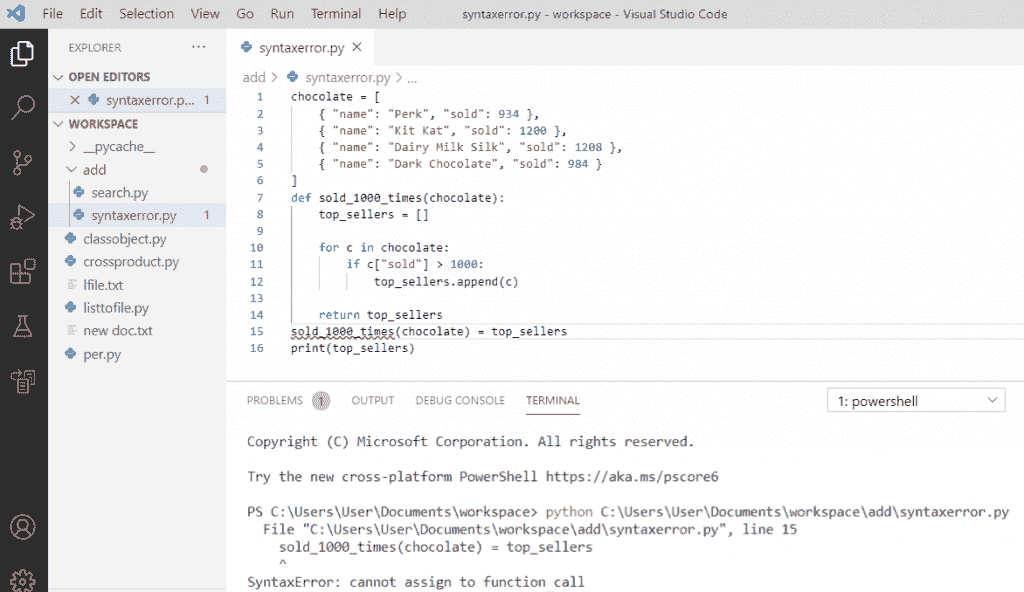 File Edit Selection View Go Run Terminal Help syntaxerror.py - workspace - Visual Studio Code
EXPLORER ...
OPEN EDITORS
syntaxerror.p... 1
WORKSPACE
__pycache__
add
search.py
syntaxerror.py 1
classobject.py
crossproduct.py
lfile.txt
listtofile.py
new doc.txt
per.py
syntaxerror.py ×
add > syntaxerror.py > ...
1 chocolate = [
2 { "name": "Perk", "sold": 934 },
3 { "name": "Kit Kat", "sold": 1200 },
4 { "name": "Dairy Milk Silk", "sold": 1208 },
5 { "name": "Dark Chocolate", "sold": 984 }
6 ]
7 def sold_1000_times(chocolate):
8 top_sellers = []
9
10 for c in chocolate:
11 if c["sold"] > 1000:
12 top_sellers.append(c)
13
14 return top_sellers
15 sold_1000_times(chocolate) = top_sellers
16 print(top_sellers)
PROBLEMS 1 OUTPUT DEBUG CONSOLE TERMINAL 1: powershell
Copyright (C) Microsoft Corporation. All rights reserved.
Try the new cross-platform PowerShell https://aka.ms/pscore6
PS C:\Users\User\Documents\workspace> python C:\Users\User\Documents\workspace\add\syntaxerror.py
File "C:\Users\User\Documents\workspace\add\syntaxerror.py", line 15
sold_1000_times(chocolate) = top_sellers
^
SyntaxError: cannot assign to function call